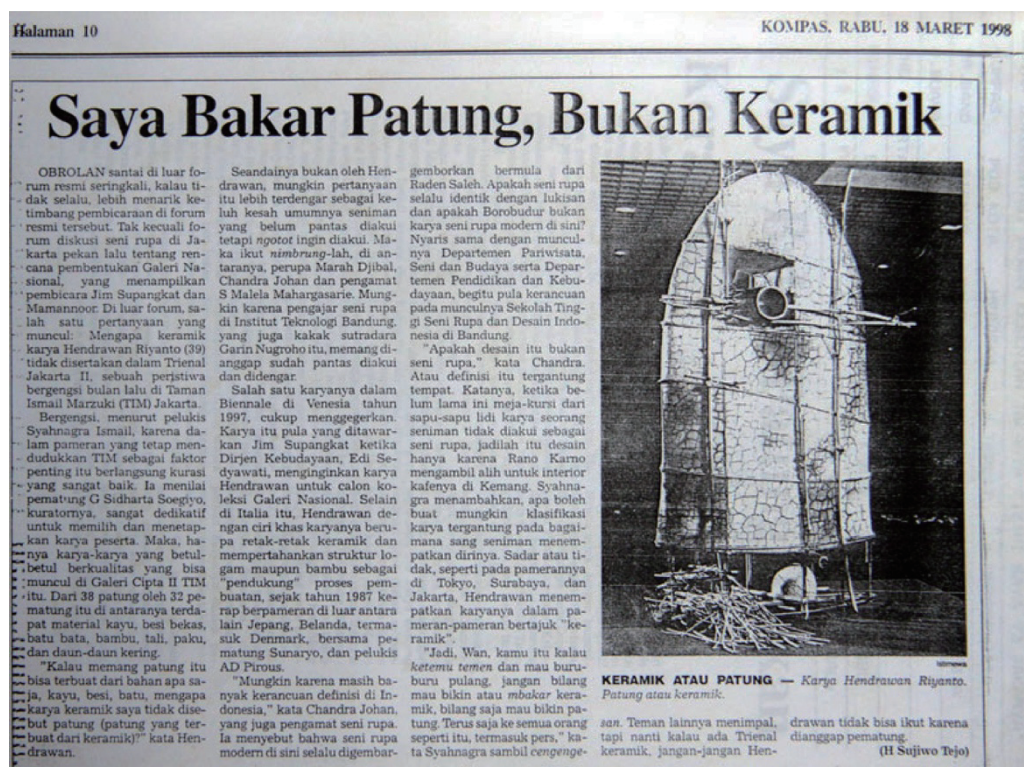 Halaman 10
KOMPAS, RABU, 18 MARET 1998
Saya Bakar Patung, Bukan Keramik
OBROLAN santai di luar fo-
rum resmi seringkali, kalau ti-
dak selalu, lebih menarik ke-
timbang pembicaraan di forum
resmi tersebut. Tak kecuali fo-
rum diskusi seni rupa di Ja-
karta pekan lalu tentang ren-
cana pembentukan Galeri Na-
sional, yang menampilkan
pembicara Jim Supangkat dan
Mamannoor. Di luar forum, sa-
lah satu pertanyaan yang
muncul: Mengapa keramik
karya Hendrawan Riyanto (39)
tidak disertakan dalam Trienal
Jakarta II, sebuah peristiwa
bergengsi bulan lalu di Taman
Ismail Marzuki (TIM) Jakarta.
Bergengsi, menurut pelukis
Syahnagra Ismail, karena da-
lam pameran yang tetap men-
dudukkan TIM sebagai faktor
penting itu berlangsung kurasi
yang sangat baik. Ia menilai
pematung G Sidharta Soegiyo,
kuratornya, sangat dedikatif
untuk memilih dan menetap-
kan karya peserta. Maka, ha-
nya karya-karya yang betul-
betul berkualitas yang bisa
muncul di Galeri Cipta II TIM
itu. Dari 38 patung oleh 32 pe-
matung itu di antaranya terda-
pat material kayu, besi bekas,
batu bata, bambu, tali, paku,
dan daun-daun kering.
"Kalau memang patung itu
bisa terbuat dari bahan apa sa-
ja, kayu, besi, batu, mengapa
karya keramik saya tidak dise-
but patung (patung yang ter-
buat dari keramik)?" kata Hen-
drawan.
Seandainya bukan oleh Hen-
drawan, mungkin pertanyaan
itu lebih terdengar sebagai ke-
luh kesah umumnya seniman
yang belum pantas diakui
tetapi ngotot ingin diakui. Ma-
ka ikut nimbrung-lah, di an-
taranya, perupa Marah Djibal,
Chandra Johan dan pengamat
S Malela Mahargasarie. Mung-
kin karena pengajar seni rupa
di Institut Teknologi Bandung,
yang juga kakak sutradara
Garin Nugroho itu, memang di-
anggap sudah pantas diakui
dan didengar.
Salah satu karyanya dalam
Biennale di Venesia tahun
1997, cukup menggegerkan.
Karya itu pula yang ditawar-
kan Jim Supangkat ketika
Dirjen Kebudayaan, Edi Se-
dyawati, menginginkan karya
Hendrawan untuk calon ko-
leksi Galeri Nasional. Selain
di Italia itu, Hendrawan de-
ngan ciri khas karyanya beru-
pa retak-retak keramik dan
mempertahankan struktur lo-
gam maupun bambu sebagai
"pendukung" proses pem-
buatan, sejak tahun 1987 ke-
rap berpameran di luar antara
lain Jepang, Belanda, terma-
suk Denmark, bersama pe-
matung Sunaryo, dan pelukis
AD Pirous.
"Mungkin karena masih ba-
nyak kerancuan definisi di In-
donesia," kata Chandra Johan,
yang juga pengamat seni rupa.
Ia menyebut bahwa seni rupa
modern di sini selalu digembar-
gemborkan bermula dari
Raden Saleh. Apakah seni rupa
selalu identik dengan lukisan
dan apakah Borobudur bukan
karya seni rupa modern di sini?
Nyaris sama dengan muncul-
nya Departemen Pariwisata,
Seni dan Budaya serta Depar-
temen Pendidikan dan Kebu-
dayaan, begitu pula kerancuan
pada munculnya Sekolah Ting-
gi Seni Rupa dan Desain Indo-
nesia di Bandung.
"Apakah desain itu bukan
seni rupa," kata Chandra.
Atau definisi itu tergantung
tempat. Katanya, ketika be-
lum lama ini meja-kursi dari
sapu-sapu lidi karya seorang
seniman tidak diakui sebagai
seni rupa, jadilah itu desain
hanya karena Rano Karno
mengambil alih untuk interior
kafenya di Kemang. Syahna-
gra menambahkan, apa boleh
buat mungkin klasifikasi
karya tergantung pada bagai-
mana sang seniman menem-
patkan dirinya. Sadar atau ti-
dak, seperti pada pamerannya
di Tokyo, Surabaya, dan
Jakarta, Hendrawan menem-
patkan karyanya dalam pa-
meran-pameran bertajuk "ke-
ramik".
"Jadi, Wan, kamu itu kalau
ketemu temen dan mau buru-
buru pulang, jangan bilang
mau bikin atau mbakar kera-
mik, bilang saja mau bikin pa-
tung. Terus saja ke semua orang
seperti itu, termasuk pers," ka-
ta Syahnagra sambil cengenge-
Istimewa
KERAMIK ATAU PATUNG — Karya Hendrawan Riyanto.
Patung atau keramik.
san. Teman lainnya menimpal,
tapi nanti kalau ada Trienal
keramik, jangan-jangan Hen-
drawan tidak bisa ikut karena
dianggap pematung.
(H Sujiwo Tejo)